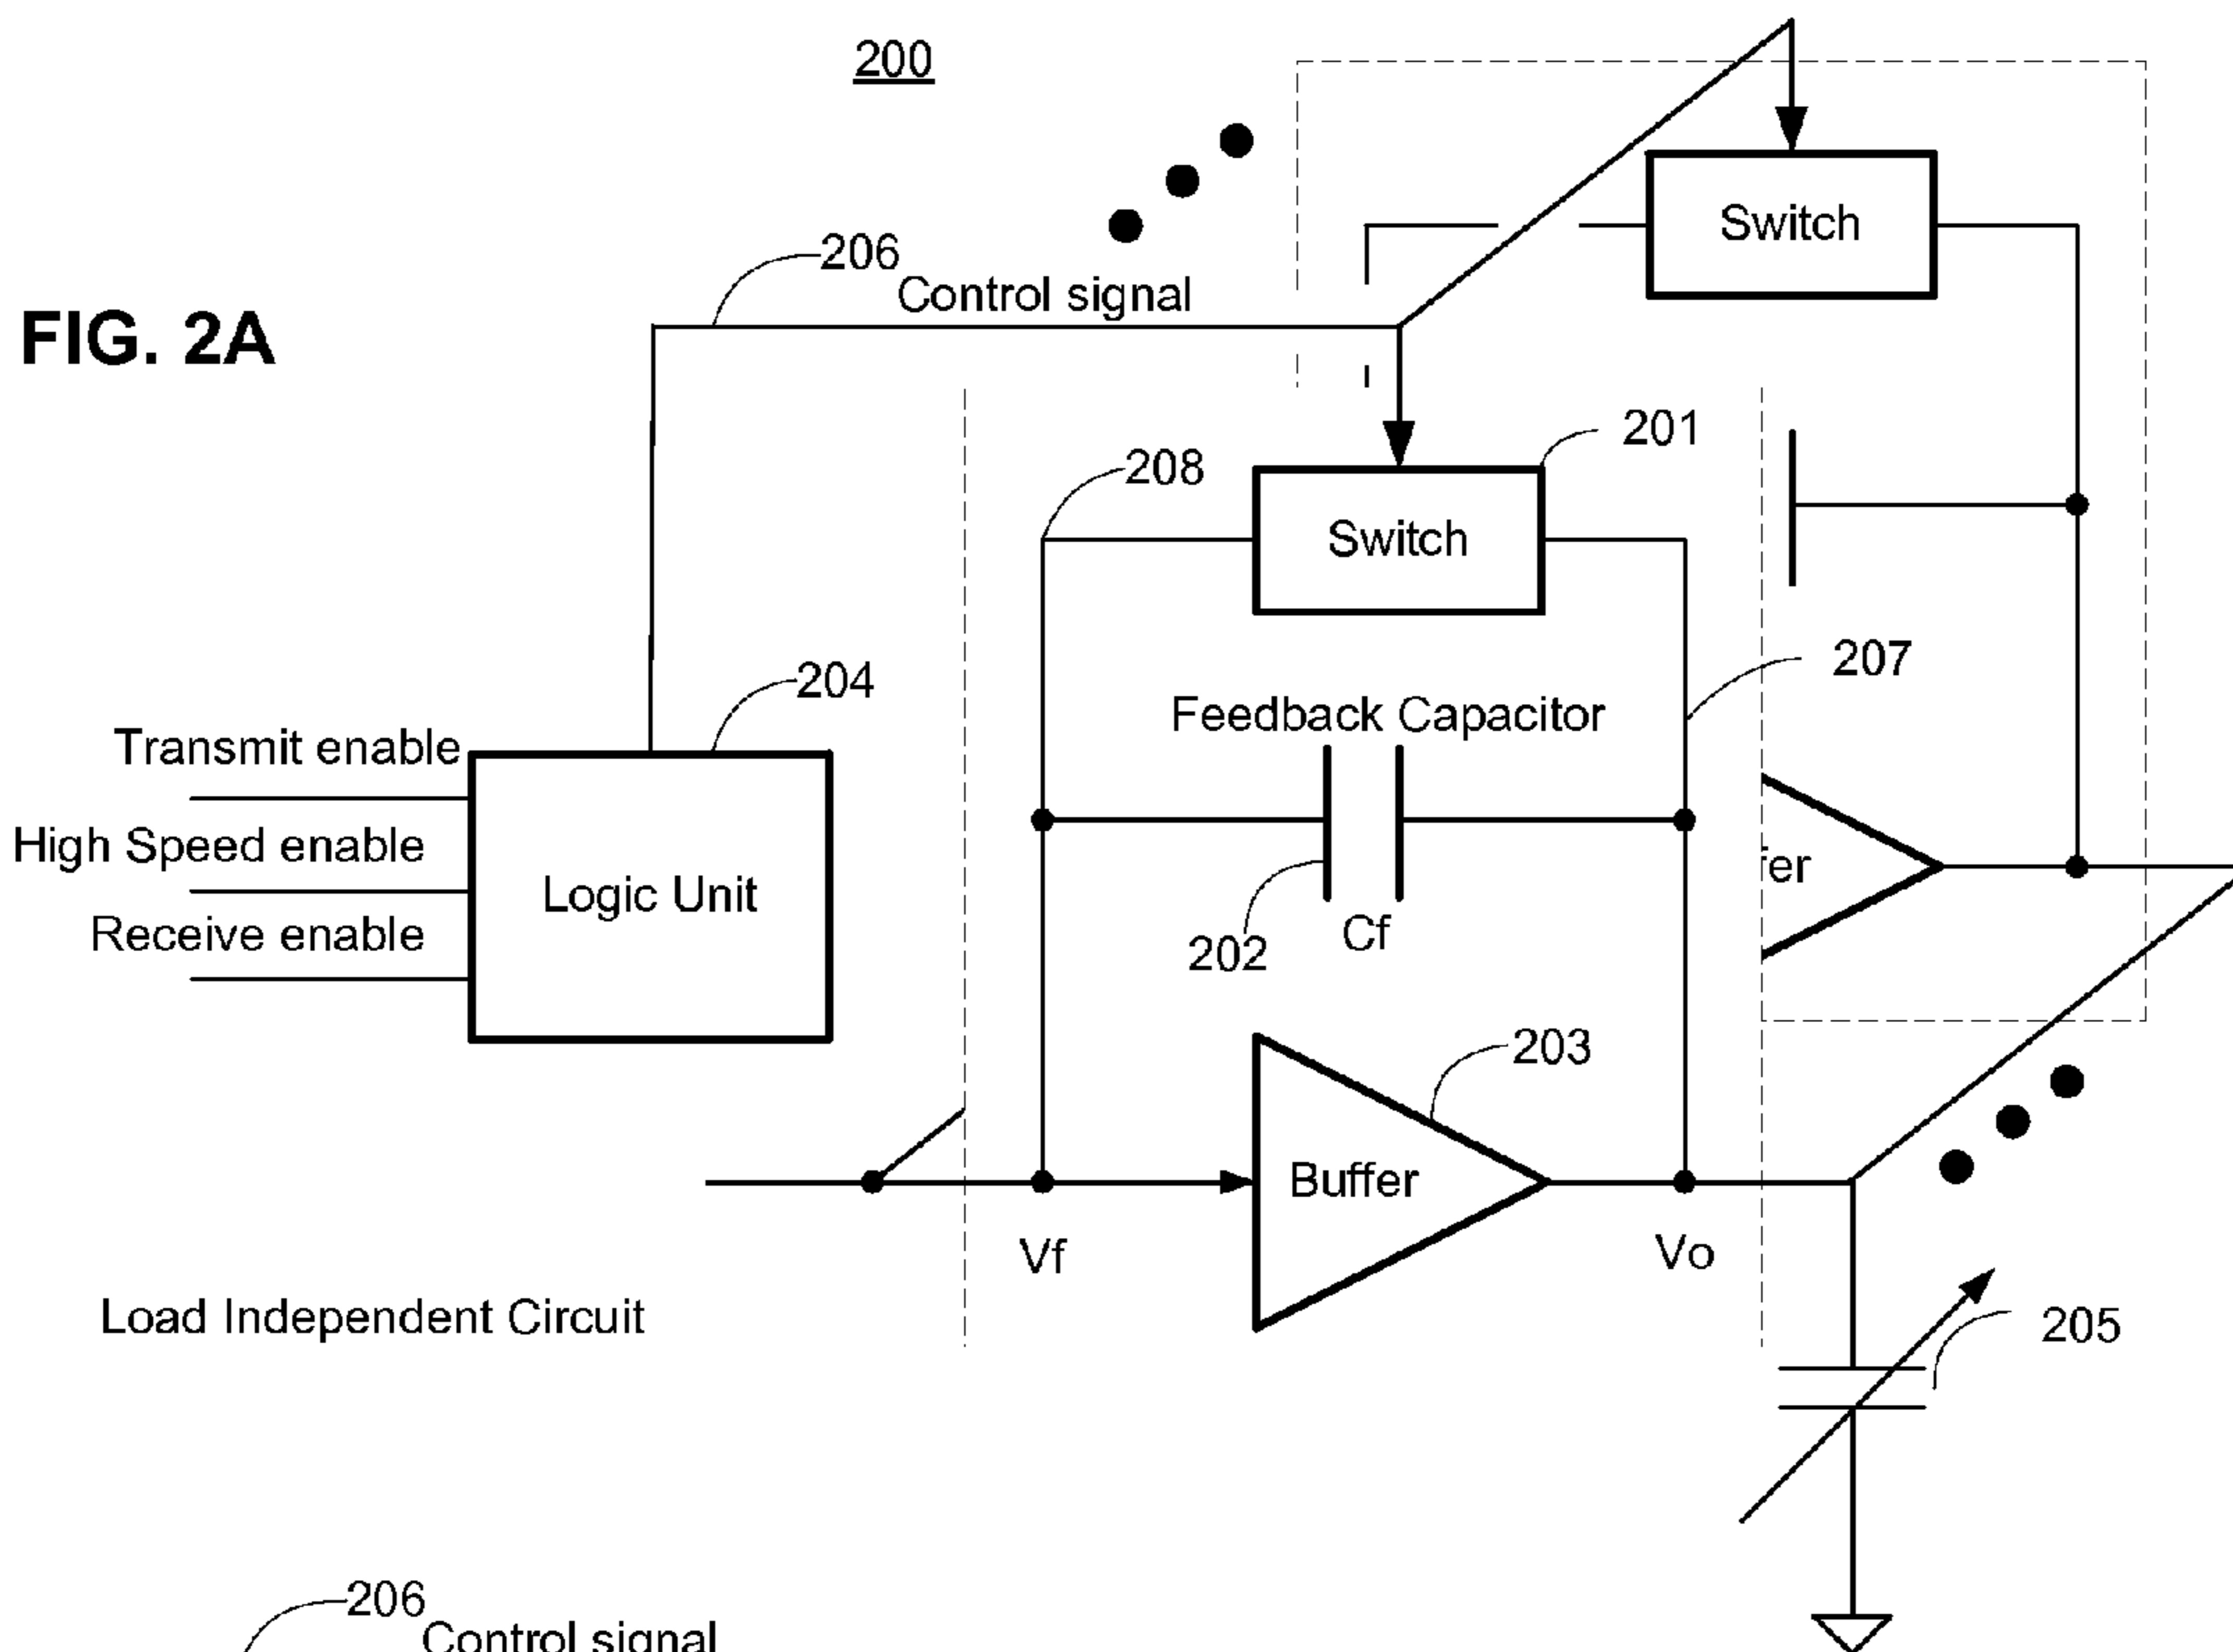 200
Switch
206
Control signal
FIG. 2A
201
208
Switch
207
204
Feedback Capacitor
Transmit enable
High Speed enable
Receive enable
Logic Unit
202
Cf
fer
203
Buffer
Vf
Vo
Load Independent Circuit
205
206
Control signal